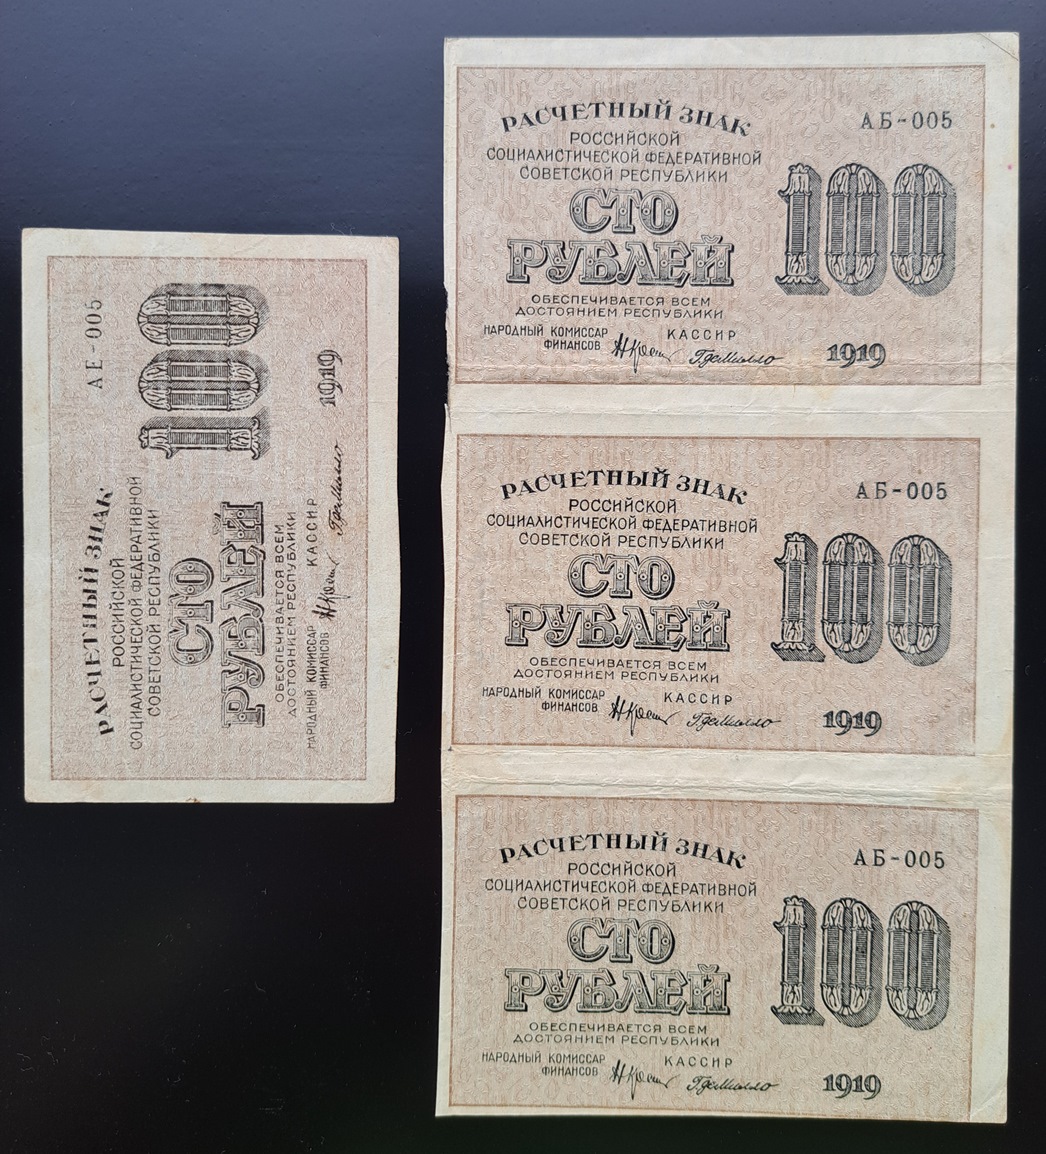 АЕ-005
РАСЧЕТНЫЙ ЗНАК
РОССИЙСКОЙ
СОЦИАЛИСТИЧЕСКОЙ ФЕДЕРАТИВНОЙ
СОВЕТСКОЙ РЕСПУБЛИКИ
СТО
РУБЛЕЙ
100
ОБЕСПЕЧИВАЕТСЯ ВСЕМ
ДОСТОЯНИЕМ РЕСПУБЛИКИ
НАРОДНЫЙ КОМИССАР
ФИНАНСОВ
КАССИР
1919
РАСЧЕТНЫЙ ЗНАК
АБ-005
РОССИЙСКОЙ
СОЦИАЛИСТИЧЕСКОЙ ФЕДЕРАТИВНОЙ
СОВЕТСКОЙ РЕСПУБЛИКИ
СТО
РУБЛЕЙ
100
ОБЕСПЕЧИВАЕТСЯ ВСЕМ
ДОСТОЯНИЕМ РЕСПУБЛИКИ
НАРОДНЫЙ КОМИССАР
ФИНАНСОВ
КАССИР
1919
РАСЧЕТНЫЙ ЗНАК
АБ-005
РОССИЙСКОЙ
СОЦИАЛИСТИЧЕСКОЙ ФЕДЕРАТИВНОЙ
СОВЕТСКОЙ РЕСПУБЛИКИ
СТО
РУБЛЕЙ
100
ОБЕСПЕЧИВАЕТСЯ ВСЕМ
ДОСТОЯНИЕМ РЕСПУБЛИКИ
НАРОДНЫЙ КОМИССАР
ФИНАНСОВ
КАССИР
1919
РАСЧЕТНЫЙ ЗНАК
АБ-005
РОССИЙСКОЙ
СОЦИАЛИСТИЧЕСКОЙ ФЕДЕРАТИВНОЙ
СОВЕТСКОЙ РЕСПУБЛИКИ
СТО
РУБЛЕЙ
100
ОБЕСПЕЧИВАЕТСЯ ВСЕМ
ДОСТОЯНИЕМ РЕСПУБЛИКИ
НАРОДНЫЙ КОМИССАР
ФИНАНСОВ
КАССИР
1919